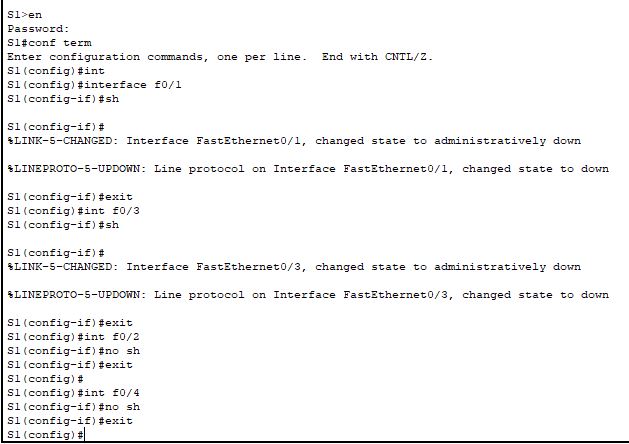 S1>en
Password:
S1#conf term
Enter configuration commands, one per line.  End with CNTL/Z.
S1(config)#int
S1(config)#interface f0/1
S1(config-if)#sh
S1(config-if)#
%LINK-5-CHANGED: Interface FastEthernet0/1, changed state to administratively down
%LINEPROTO-5-UPDOWN: Line protocol on Interface FastEthernet0/1, changed state to down
S1(config-if)#exit
S1(config)#int f0/3
S1(config-if)#sh
S1(config-if)#
%LINK-5-CHANGED: Interface FastEthernet0/3, changed state to administratively down
%LINEPROTO-5-UPDOWN: Line protocol on Interface FastEthernet0/3, changed state to down
S1(config-if)#exit
S1(config)#int f0/2
S1(config-if)#no sh
S1(config-if)#exit
S1(config)#
S1(config)#int f0/4
S1(config-if)#no sh
S1(config-if)#exit
S1(config)#